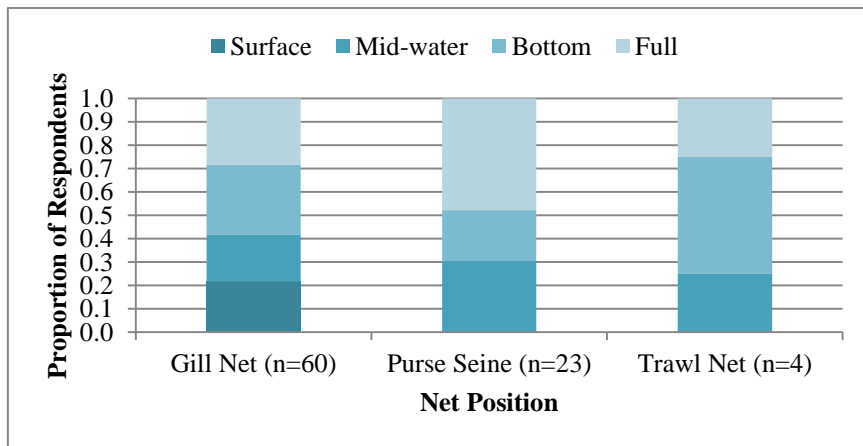 Surface Mid-water Bottom Full
Proportion of Respondents
1.0
0.9
0.8
0.7
0.6
0.5
0.4
0.3
0.2
0.1
0.0
Gill Net (n=60) Purse Seine (n=23) Trawl Net (n=4)
Net Position